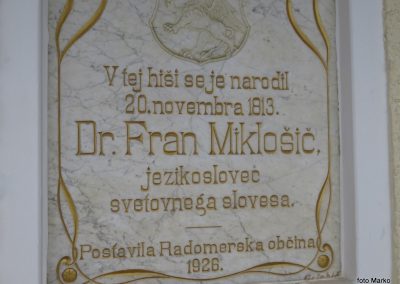 V tej hiši se je narodil
20. novembra 1813.
Dr. Fran Miklošič,
jezikoslovec
svetovnega slovesa.
Postavila Radomerska občina
1926.
foto Marko